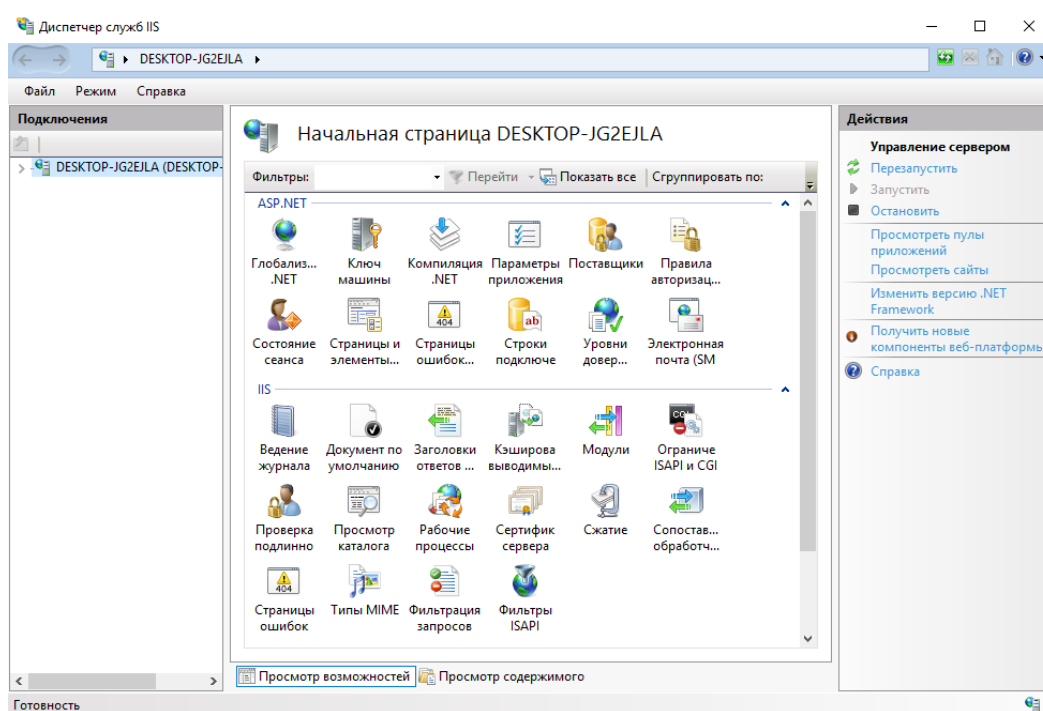 Диспетчер служб IIS
DESKTOP-JG2EJLA
Файл Режим Справка
Подключения
DESKTOP-JG2EJLA (DESKTOP-
Начальная страница DESKTOP-JG2EJLA
Фильтры: Перейти Показать все Сгруппировать по:
ASP.NET
Глобализ... Ключ Компиляция Параметры Поставщики Правила
.NET машины .NET приложения авторизац...
Состояние Страницы и Страницы Строки Уровни Электронная
сеанса элементы... ошибок... подключе довер... почта (SM
IIS
Ведение Документ по Заголовки Кэширова Модули Ограниче
журнала умолчанию ответов ... выводимы... ISAPI и CGI
Проверка Просмотр Рабочие Сертифик Сжатие Сопостав...
подлинно каталога процессы сервера обработч...
Страницы Типы MIME Фильтрация Фильтры
ошибок запросов ISAPI
Просмотр возможностей Просмотр содержимого
Действия
Управление сервером
Перезапустить
Запустить
Остановить
Просмотреть пулы
приложений
Просмотреть сайты
Изменить версию .NET
Framework
Получить новые
компоненты веб-платформы
Справка
Готовность